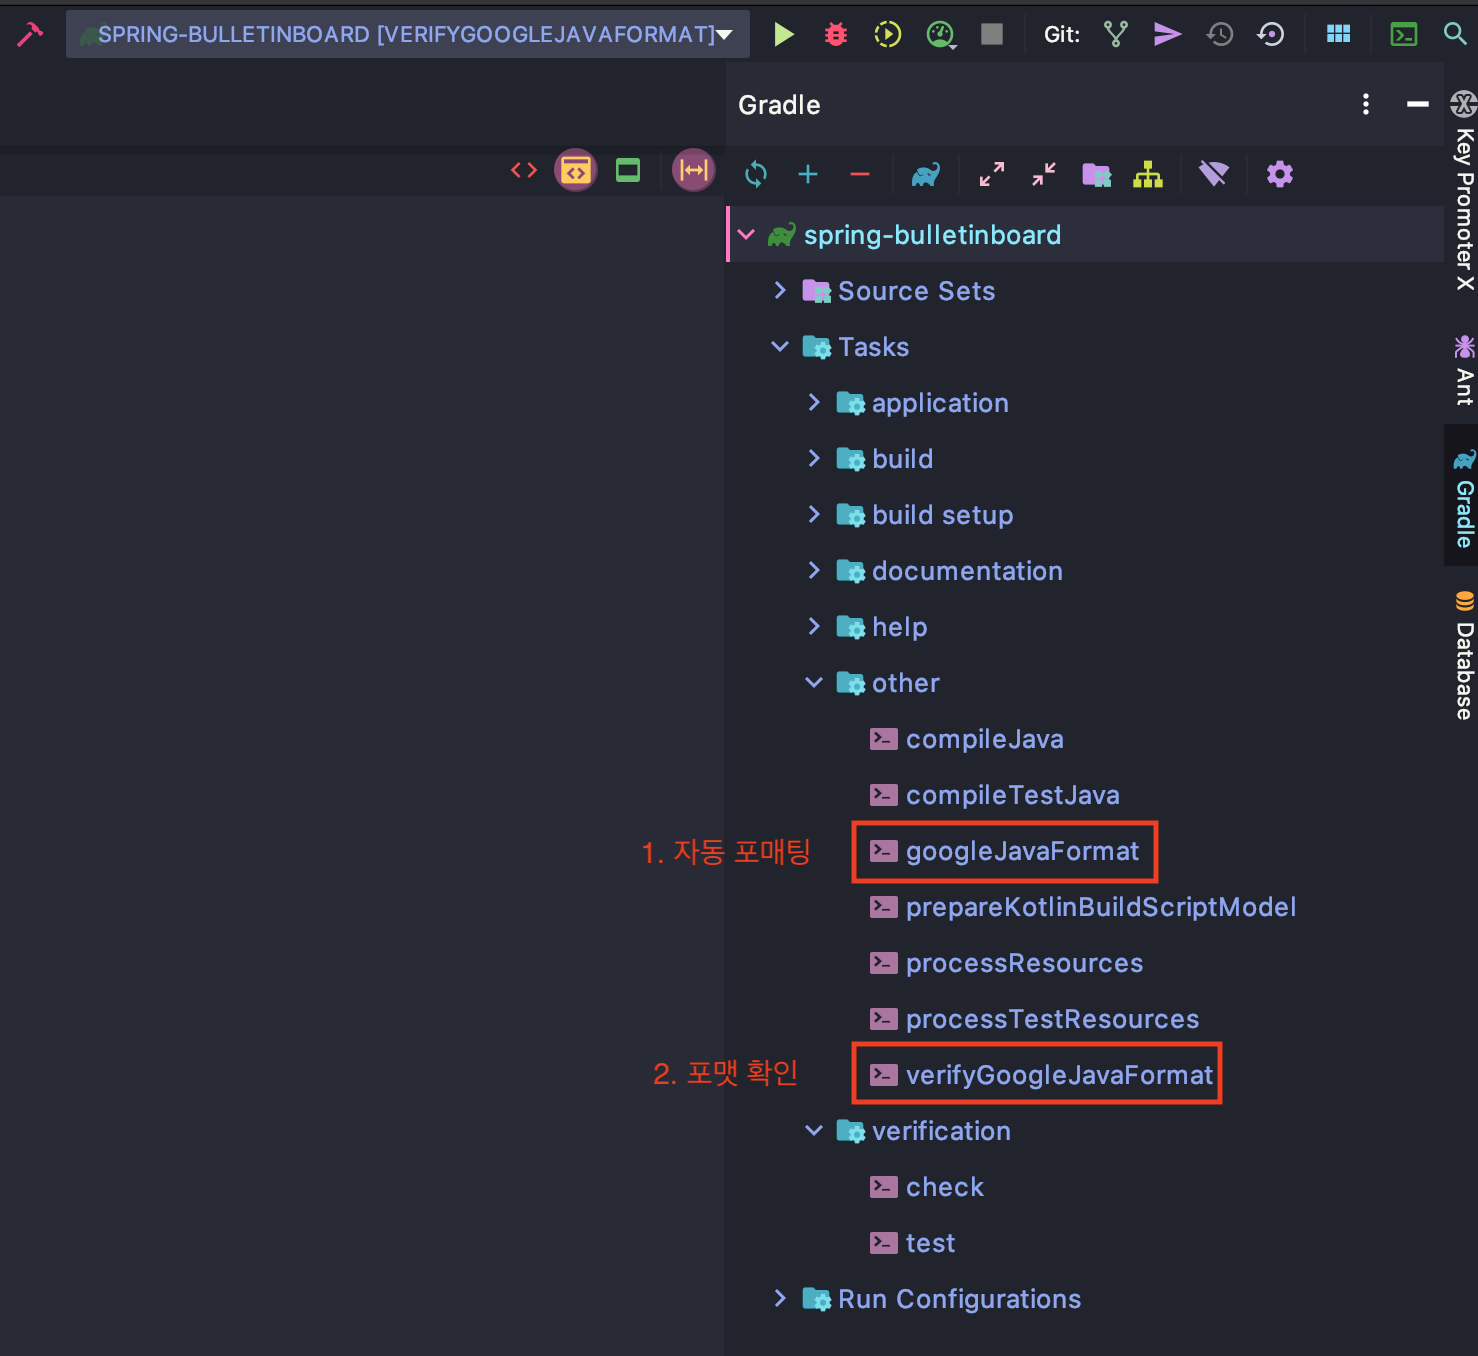 SPRING-BULLETINBOARD [VERIFYGOOGLEJAVAFORMAT]
Git:
Gradle
spring-bulletinboard
Source Sets
Tasks
application
build
build setup
documentation
help
other
compileJava
compileTestJava
1. 자동 포매팅
googleJavaFormat
prepareKotlinBuildScriptModel
processResources
processTestResources
2. 포맷 확인
verifyGoogleJavaFormat
verification
check
test
Run Configurations
Key Promoter X
Ant
Gradle
Database